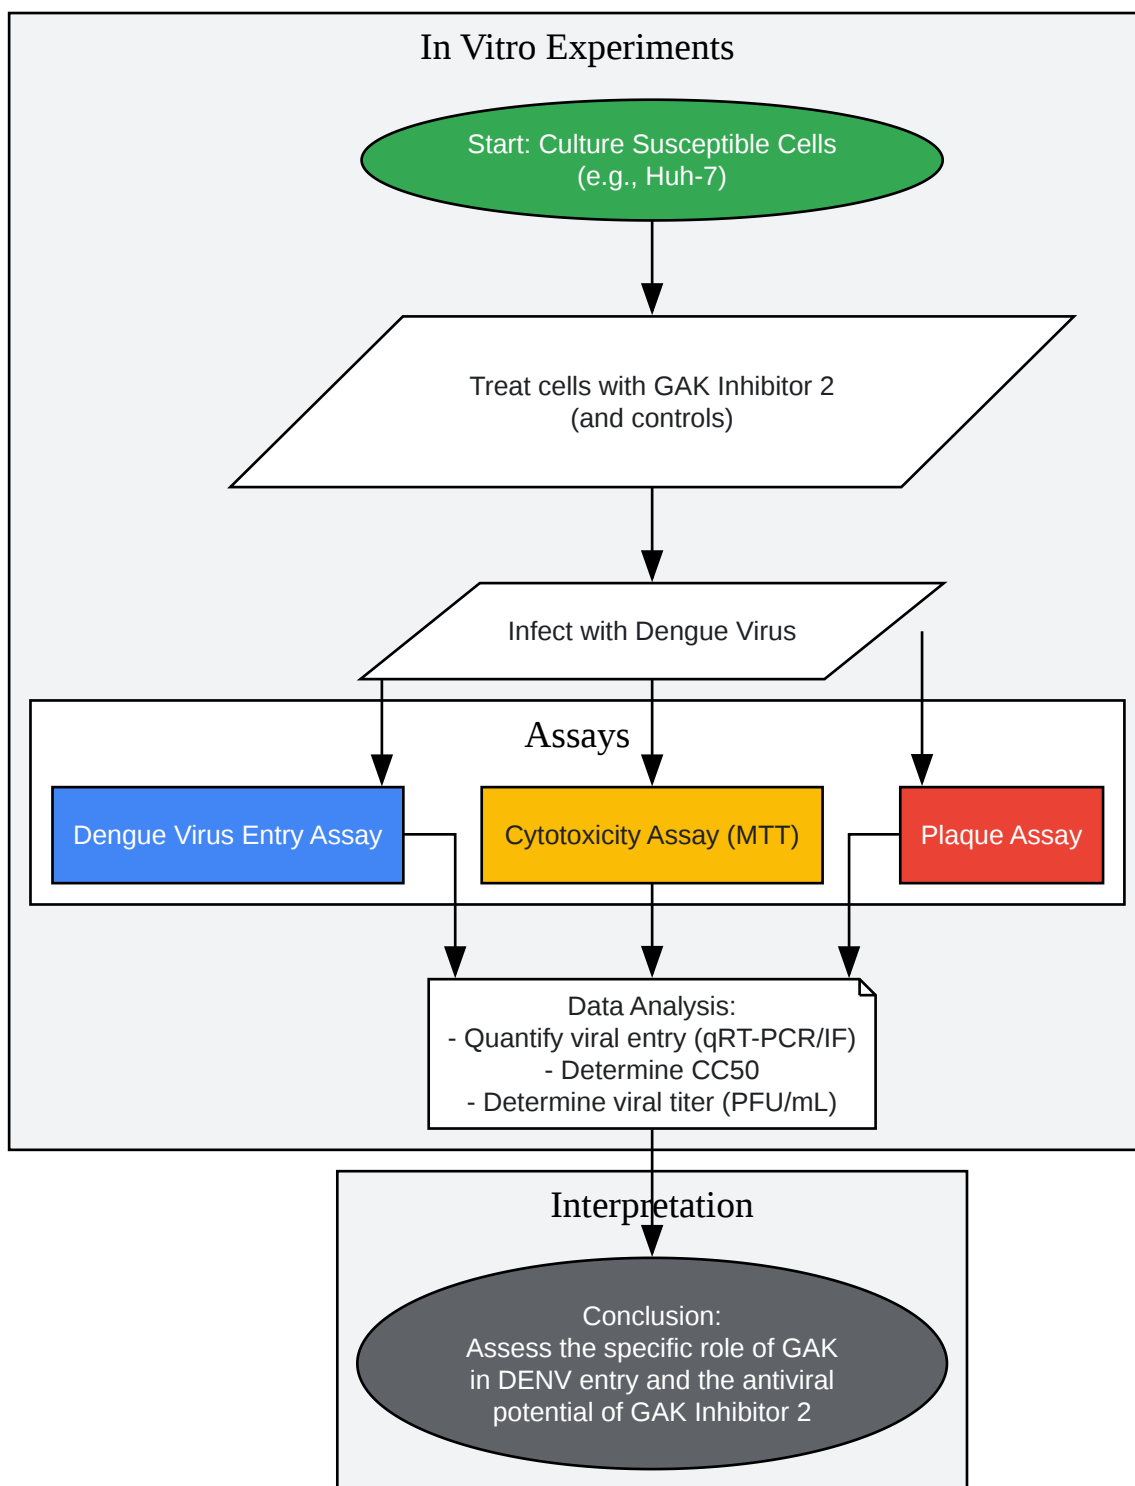 In Vitro Experiments
Start: Culture Susceptible Cells
(e.g., Huh-7)
Treat cells with GAK Inhibitor 2
(and controls)
Infect with Dengue Virus
Assays
Dengue Virus Entry Assay
Cytotoxicity Assay (MTT)
Plaque Assay
Data Analysis:
- Quantify viral entry (qRT-PCR/IF)
- Determine CC50
- Determine viral titer (PFU/mL)
Interpretation
Conclusion:
Assess the specific role of GAK
in DENV entry and the antiviral
potential of GAK Inhibitor 2